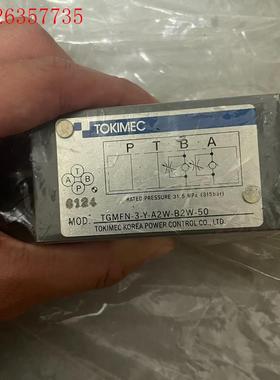 26357735
TOKIMEC
P T B A
T
A B
P
6124
RATED PRESSURE 31.5 MPa (315bar)
MOD. TGMFN-3-Y-A2W-B2W-50
TOKIMEC KOREA POWER CONTROL CO., LTD.